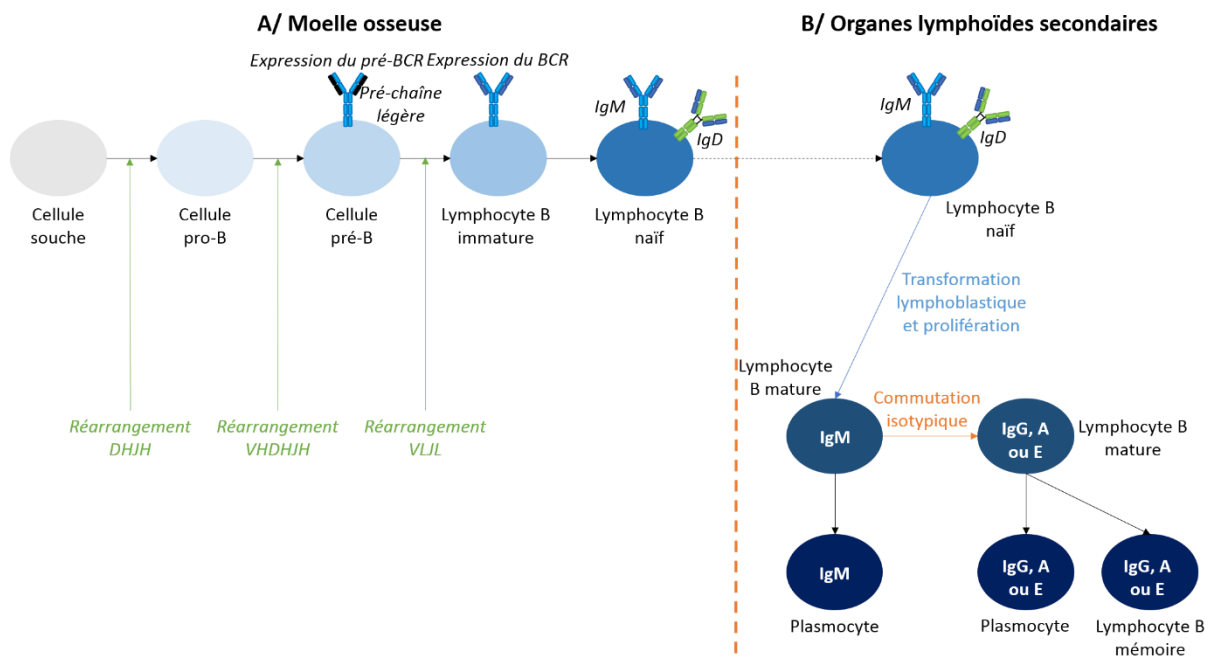 A/ Moelle osseuse
B/ Organes lymphoïdes secondaires
Expression du pré-BCR
Expression du BCR
Pré-chaîne
légère
IgM
IgD
IgM
IgD
Cellule
souche
Cellule
pro-B
Cellule
pré-B
Lymphocyte B
immature
Lymphocyte B
naïf
Lymphocyte B
naïf
Transformation
lymphoblastique
et prolifération
Réarrangement
DHJH
Réarrangement
VHDHJH
Réarrangement
VLJL
Lymphocyte
B mature
IgM
Commutation
isotypique
IgG, A
ou E
Lymphocyte B
mature
IgM
Plasmocyte
IgG, A
ou E
Plasmocyte
IgG, A
ou E
Lymphocyte B
mémoire